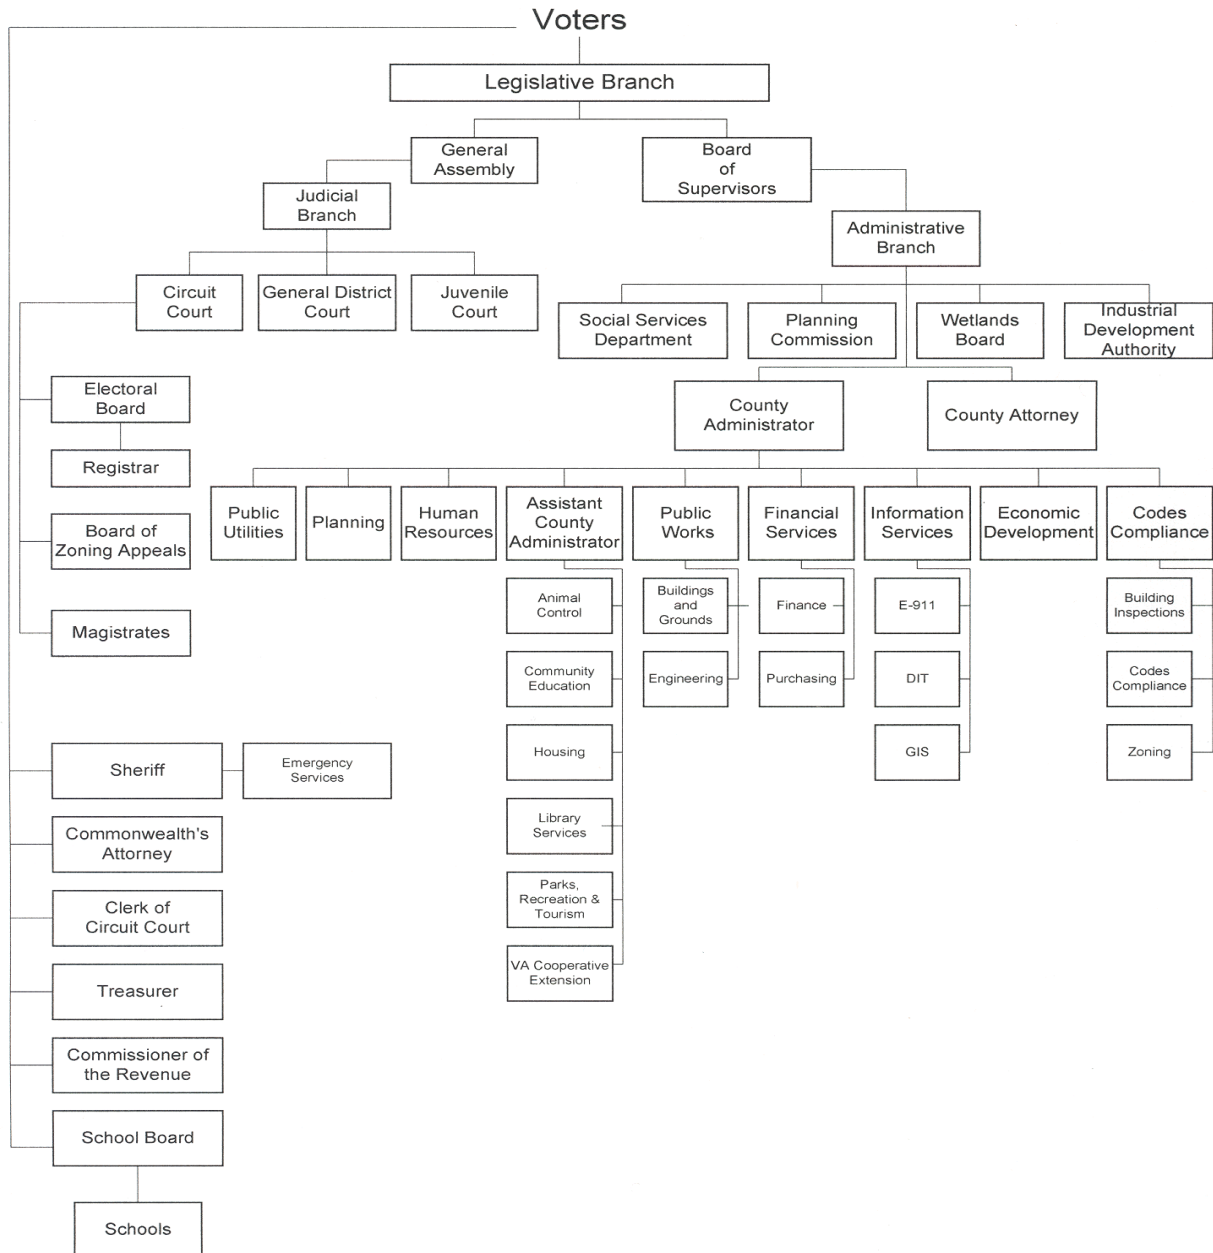 Voters
Legislative Branch
General
Assembly
Board
of
Supervisors
Judicial
Branch
Administrative
Branch
Circuit
Court
General District
Court
Juvenile
Court
Social Services
Department
Planning
Commission
Wetlands
Board
Industrial
Development
Authority
Electoral
Board
County
Administrator
County Attorney
Registrar
Public
Utilities
Planning
Human
Resources
Assistant
County
Administrator
Public
Works
Financial
Services
Information
Services
Economic
Development
Codes
Compliance
Board of
Zoning Appeals
Magistrates
Animal
Control
Buildings
and
Grounds
Finance
E-911
Building
Inspections
Community
Education
Engineering
Purchasing
DIT
Codes
Compliance
Housing
GIS
Zoning
Library
Services
Parks,
Recreation &
Tourism
VA Cooperative
Extension
Sheriff
Emergency
Services
Commonwealth's
Attorney
Clerk of
Circuit Court
Treasurer
Commissioner of
the Revenue
School Board
Schools